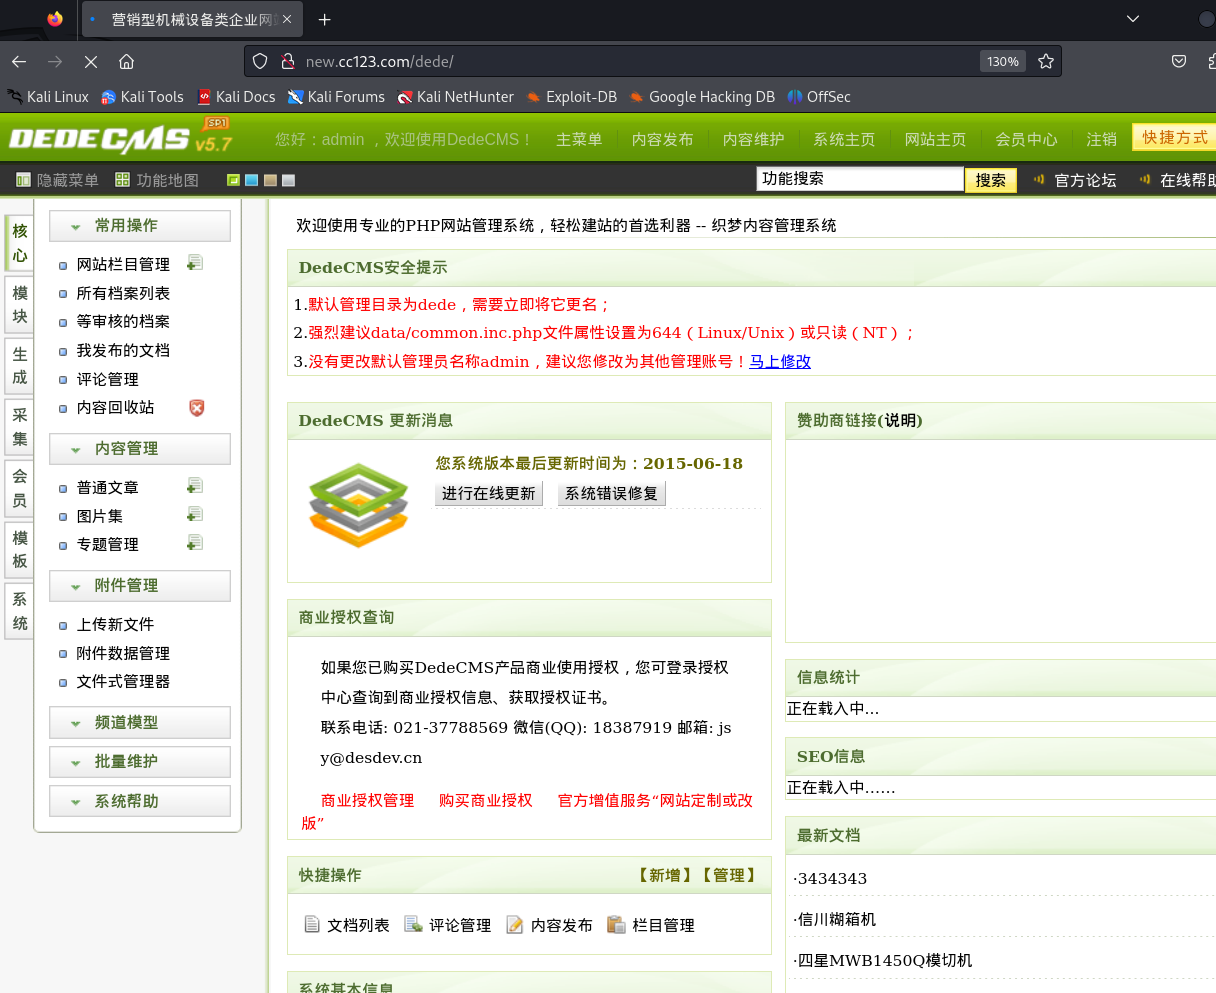 营销型机械设备类企业网
new.cc123.com/dede/
130%
Kali Linux Kali Tools Kali Docs Kali Forums Kali NetHunter Exploit-DB Google Hacking DB OffSec
DEDECMS v5.7 SP1
您好：admin ，欢迎使用DedeCMS！ 主菜单 内容发布 内容维护 系统主页 网站主页 会员中心 注销 快捷方式
隐藏菜单 功能地图 功能搜索 搜索 官方论坛 在线帮助
核心
模块
生成
采集
会员
模板
系统
常用操作
网站栏目管理
所有档案列表
等审核的档案
我发布的文档
评论管理
内容回收站
内容管理
普通文章
图片集
专题管理
附件管理
上传新文件
附件数据管理
文件式管理器
频道模型
批量维护
系统帮助
欢迎使用专业的PHP网站管理系统，轻松建站的首选利器 -- 织梦内容管理系统
DedeCMS安全提示
1.默认管理目录为dede，需要立即将它更名；
2.强烈建议data/common.inc.php文件属性设置为644（Linux/Unix）或只读（NT）；
3.没有更改默认管理员名称admin，建议您修改为其他管理账号！马上修改
DedeCMS 更新消息
您系统版本最后更新时间为：2015-06-18
进行在线更新 系统错误修复
商业授权查询
如果您已购买DedeCMS产品商业使用授权，您可登录授权
中心查询到商业授权信息、获取授权证书。
联系电话: 021-37788569 微信(QQ): 18387919 邮箱: js
y@desdev.cn
商业授权管理 购买商业授权 官方增值服务“网站定制或改
版”
快捷操作 【新增】【管理】
文档列表 评论管理 内容发布 栏目管理
系统基本信息
赞助商链接(说明)
信息统计
正在载入中...
SEO信息
正在载入中......
最新文档
·3434343
·信川糊箱机
·四星MWB1450Q模切机